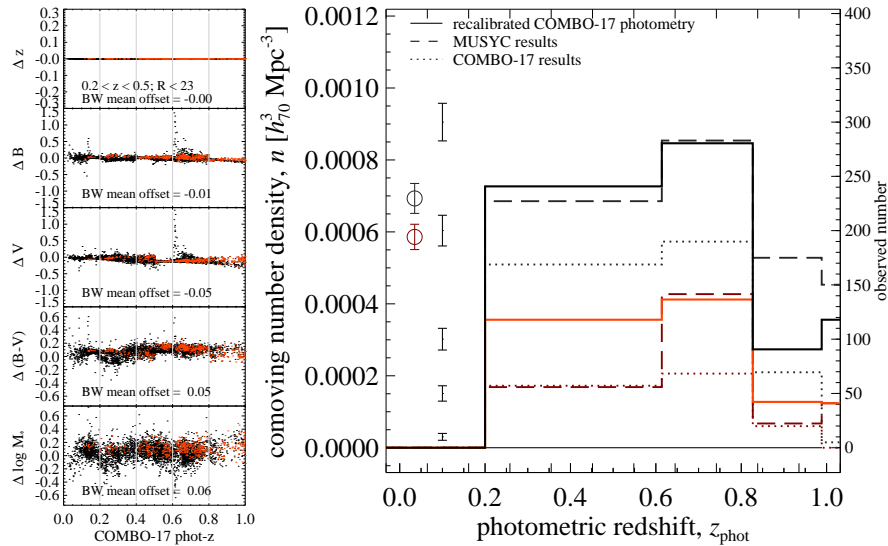 Δ z
0.3
0.2
0.1
-0.0
-0.1
-0.2
-0.3
0.2 < z < 0.5; R < 23
BW mean offset = -0.00
Δ B
1.5
1.0
0.5
0.0
-0.5
-1.0
-1.5
BW mean offset = -0.01
Δ V
1.5
1.0
0.5
0.0
-0.5
-1.0
-1.5
BW mean offset = -0.05
Δ (B-V)
0.6
0.4
0.2
0.0
-0.2
-0.4
-0.6
BW mean offset = 0.05
Δ log M*
0.6
0.4
0.2
0.0
-0.2
-0.4
-0.6
BW mean offset = 0.06
0.0 0.2 0.4 0.6 0.8 1.0
COMBO-17 phot-z
comoving number density, n [h₇₀³ Mpc⁻³]
0.0012
0.0010
0.0008
0.0006
0.0004
0.0002
0.0000
recalibrated COMBO-17 photometry
MUSYC results
COMBO-17 results
400
350
300
250
200
150
100
50
0
observed number
0.0 0.2 0.4 0.6 0.8 1.0
photometric redshift, z_phot